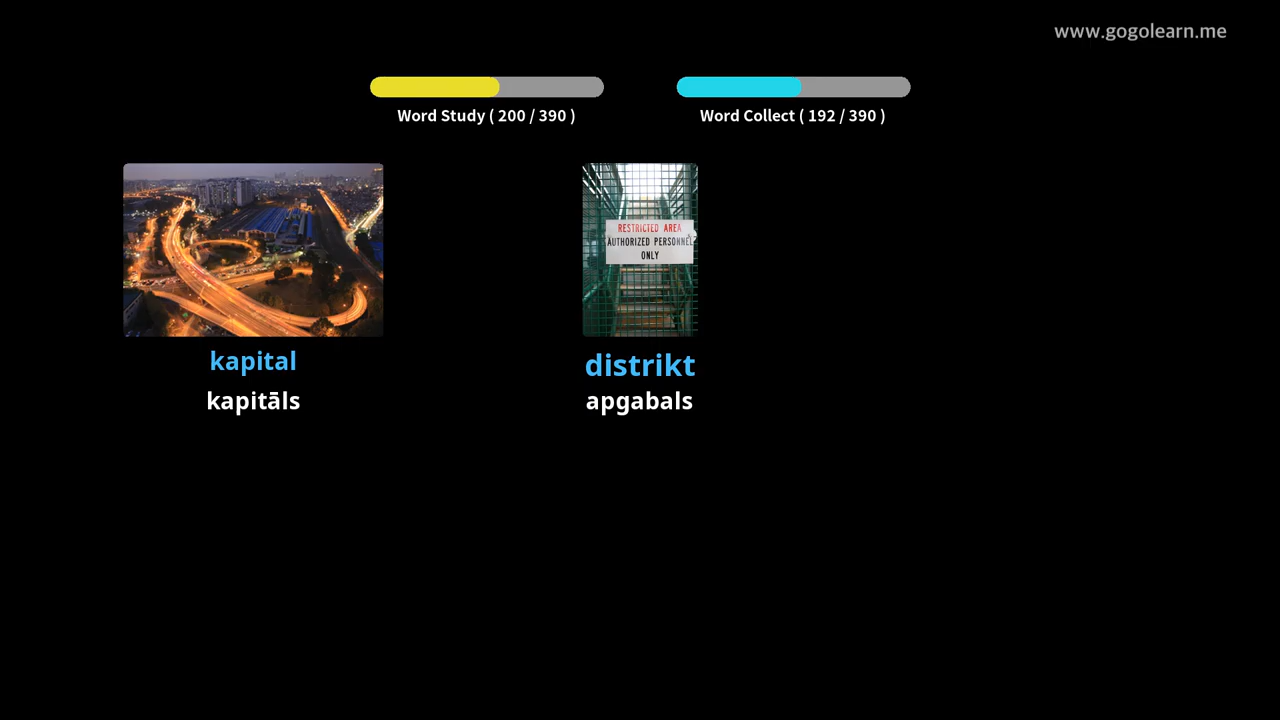 www.gogolearn.me
Word Study ( 200 / 390 )
Word Collect ( 192 / 390 )
RESTRICTED AREA
AUTHORIZED PERSONNEL
ONLY
kapital
kapitāls
distrikt
apgabals